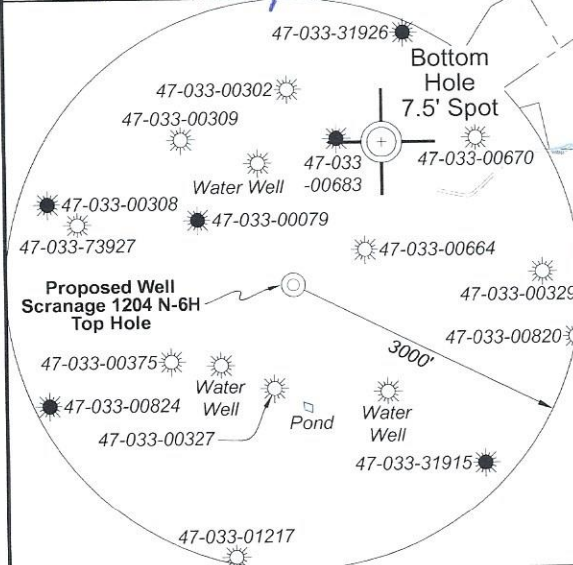 47-033-31926
Bottom
Hole
7.5' Spot
47-033-00302
47-033-00309
47-033
-00683
47-033-00670
Water Well
47-033-00308
47-033-00079
47-033-73927
47-033-00664
Proposed Well
Scranage 1204 N-6H
Top Hole
47-033-00329
47-033-00820
3000'
47-033-00375
Water
Well
47-033-00824
Pond
Water
Well
47-033-00327
47-033-31915
47-033-01217